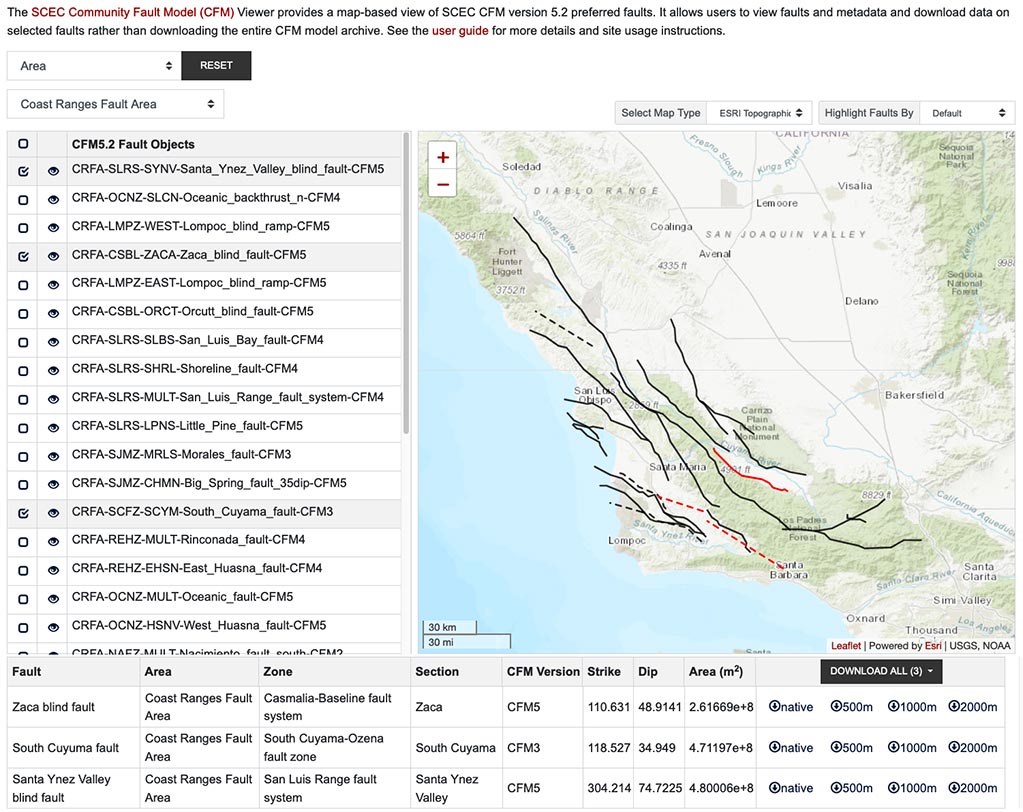 The SCEC Community Fault Model (CFM) Viewer provides a map-based view of SCEC CFM version 5.2 preferred faults. It allows users to view faults and metadata and download data on
selected faults rather than downloading the entire CFM model archive. See the user guide for more details and site usage instructions.
Area
RESET
Coast Ranges Fault Area
Select Map Type
ESRI Topographic
Highlight Faults By
Default
CFM5.2 Fault Objects
CRFA-SLRS-SYNV-Santa_Ynez_Valley_blind_fault-CFM5
CRFA-OCNZ-SLCN-Oceanic_backthrust_n-CFM4
CRFA-LMPZ-WEST-Lompoc_blind_ramp-CFM5
CRFA-CSBL-ZACA-Zaca_blind_fault-CFM5
CRFA-LMPZ-EAST-Lompoc_blind_ramp-CFM5
CRFA-CSBL-ORCT-Orcutt_blind_fault-CFM5
CRFA-SLRS-SLBS-San_Luis_Bay_fault-CFM4
CRFA-SLRS-SHRL-Shoreline_fault-CFM4
CRFA-SLRS-MULT-San_Luis_Range_fault_system-CFM4
CRFA-SLRS-LPNS-Little_Pine_fault-CFM5
CRFA-SJMZ-MRLS-Morales_fault-CFM3
CRFA-SJMZ-CHMN-Big_Spring_fault_35dip-CFM5
CRFA-SCFZ-SCYM-South_Cuyama_fault-CFM3
CRFA-REHZ-MULT-Rinconada_fault-CFM4
CRFA-REHZ-EHSN-East_Huasna_fault-CFM4
CRFA-OCNZ-MULT-Oceanic_fault-CFM5
CRFA-OCNZ-HSNV-West_Huasna_fault-CFM5
CRFA-NAFZ-MULT-Nacimiento_fault_south-CFM2
+
−
CALIFORNIA
Fresno Slough
Kings River
Sequoia
National
Park
Soledad
Visalia
DIABLO RANGE
Lemoore
Salinas River
Coalinga
SAN JOAQUIN VALLEY
5864 ft
Kern River
Fort
Hunter
Liggett
Avenal
4335 ft
998
Sequoia
National
Forest
3752 ft
Delano
San Luis
Obispo
2869 ft
Bakersfield
Carrizo
Plain
National
Monument
Cuyama River
Santa Maria
4901 ft
8829 ft
California Aqueduc
Los Padres
National
Forest
Santa Ynez River
Lompoc
Santa
Barbara
Santa
Clarita
Santa Clara River
Simi Valley
Oxnard
Thousand
Los Angeles
Santa
30 km
30 mi
Leaflet | Powered by Esri | USGS, NOAA
Fault Area Zone Section CFM Version Strike Dip Area (m2) DOWNLOAD ALL (3)
Zaca blind fault
Coast Ranges Fault
Area
Casmalia-Baseline fault
system
Zaca CFM5 110.631 48.9141 2.61669e+8 native 500m 1000m 2000m
South Cuyuma fault
Coast Ranges Fault
Area
South Cuyama-Ozena
fault zone
South Cuyama CFM3 118.527 34.949 4.71197e+8 native 500m 1000m 2000m
Santa Ynez Valley
blind fault
Coast Ranges Fault
Area
San Luis Range fault
system
Santa Ynez
Valley
CFM5 304.214 74.7225 4.80006e+8 native 500m 1000m 2000m